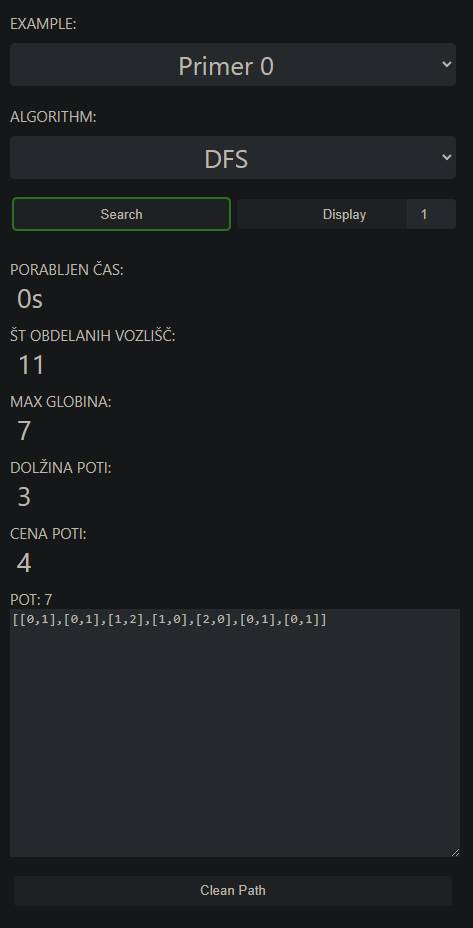 EXAMPLE:
Primer 0
ALGORITHM:
DFS
Search Display 1
PORABLJEN ČAS:
0s
ŠT OBDELANIH VOZLIŠČ:
11
MAX GLOBINA:
7
DOLŽINA POTI:
3
CENA POTI:
4
POT: 7
[[0,1],[0,1],[1,2],[1,0],[2,0],[0,1],[0,1]]
Clean Path